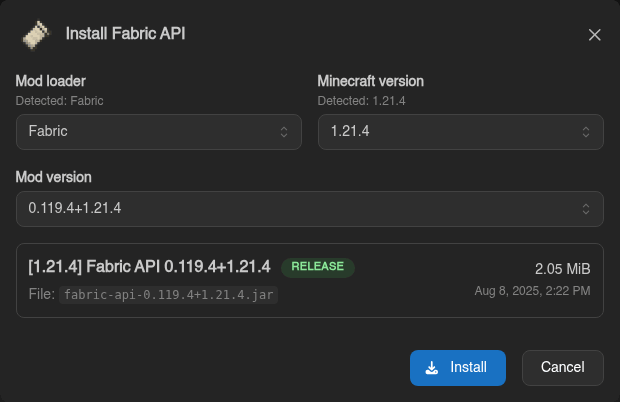 Install Fabric API
Mod loader
Detected: Fabric
Fabric
Minecraft version
Detected: 1.21.4
1.21.4
Mod version
0.119.4+1.21.4
[1.21.4] Fabric API 0.119.4+1.21.4 RELEASE
File: fabric-api-0.119.4+1.21.4.jar
2.05 MiB
Aug 8, 2025, 2:22 PM
Install
Cancel